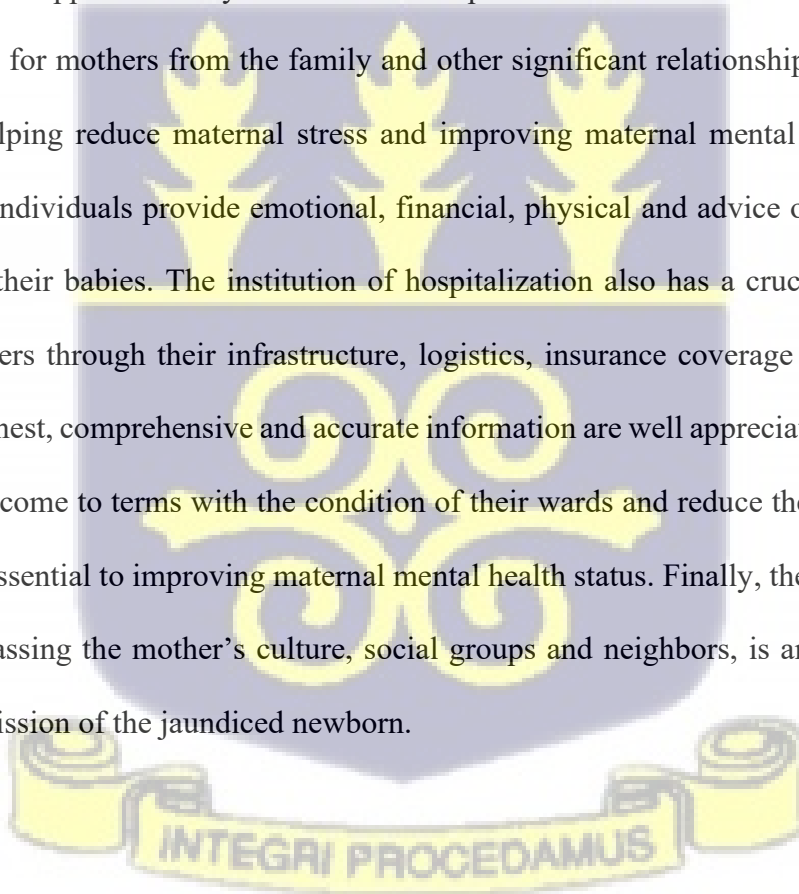 for mothers from the family and other significant relationship
lping reduce maternal stress and improving maternal mental
ndividuals provide emotional, financial, physical and advice
their babies. The institution of hospitalization also has a cruc
ers through their infrastructure, logistics, insurance coverage
nest, comprehensive and accurate information are well apprecia
come to terms with the condition of their wards and reduce the
ssential to improving maternal mental health status. Finally, the
assing the mother’s culture, social groups and neighbors, is an
ission of the jaundiced newborn.
INTEGRI PROCEDAMUS